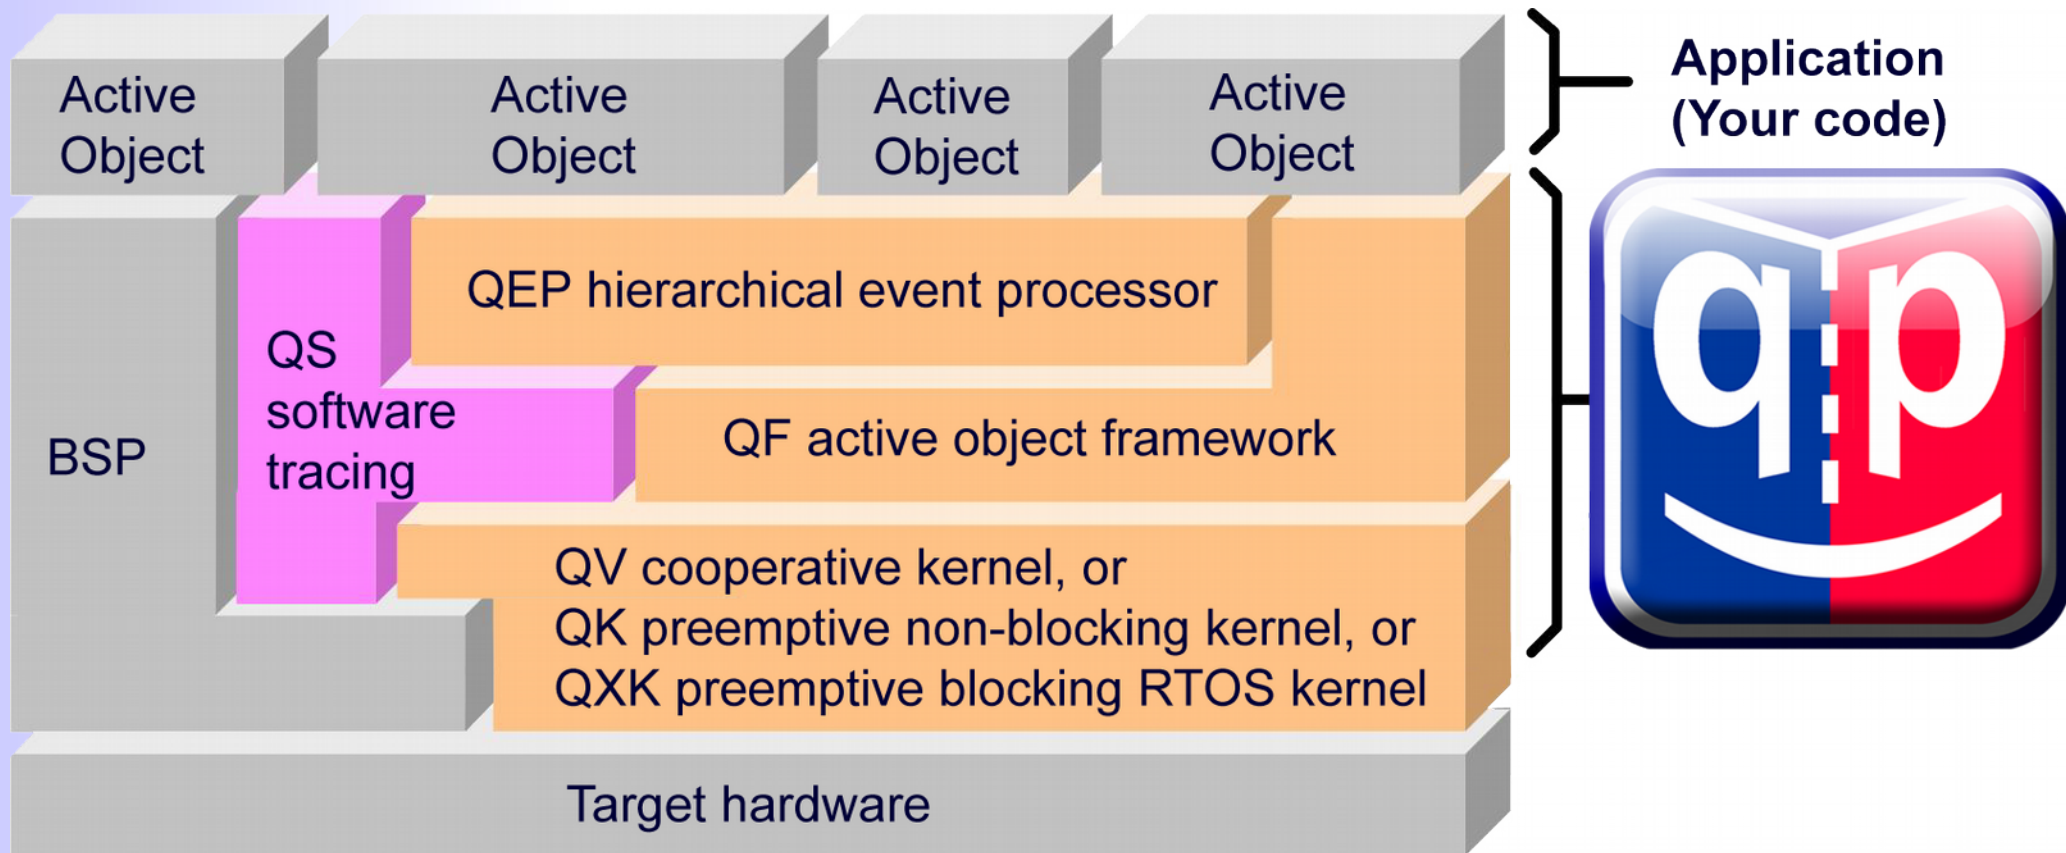 Active
Object
Active
Object
Active
Object
Active
Object
Application
(Your code)
BSP
QS
software
tracing
QEP hierarchical event processor
QF active object framework
QV cooperative kernel, or
QK preemptive non-blocking kernel, or
QXK preemptive blocking RTOS kernel
Target hardware
qp